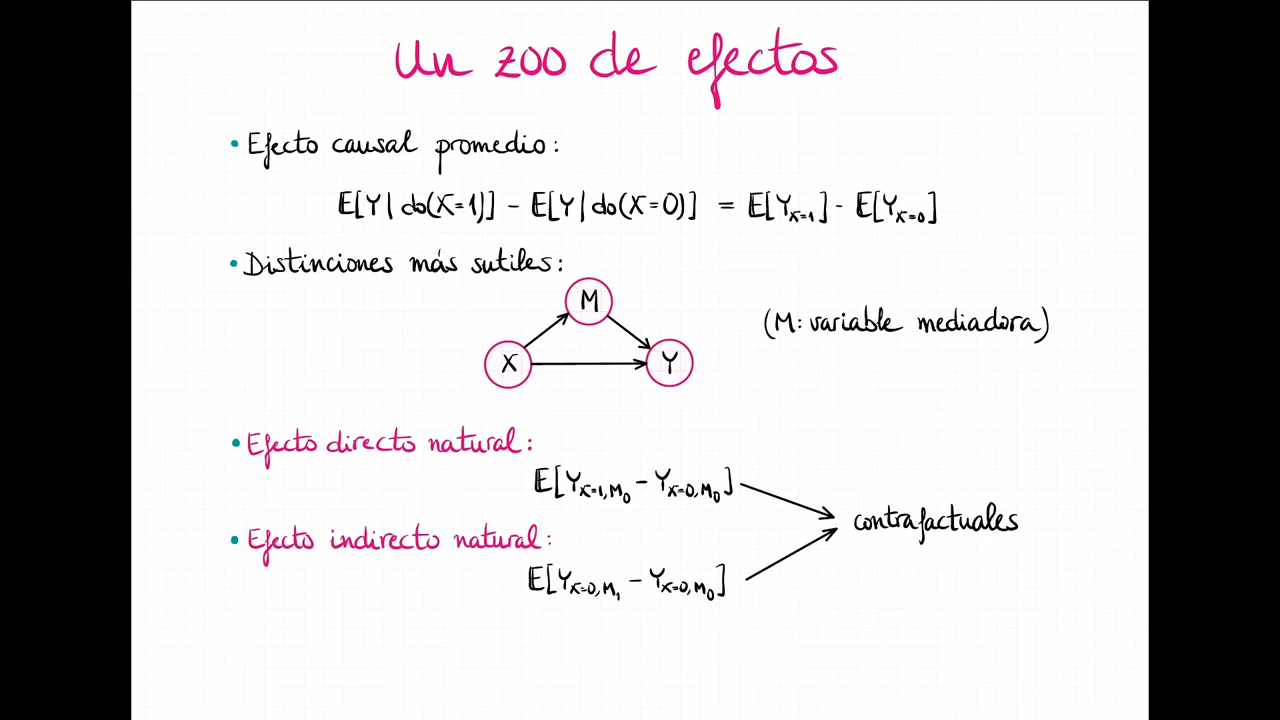 Un zoo de efectos
• Efecto causal promedio:
E[Y|do(X=1)] - E[Y|do(X=0)] = E[Y_{X=1}] - E[Y_{X=0}]
• Distinciones más sutiles:
M
(M: variable mediadora)
X
Y
• Efecto directo natural:
E[Y_{X=1,M_0} - Y_{X=0,M_0}]
contrafactuales
• Efecto indirecto natural:
E[Y_{X=0,M_1} - Y_{X=0,M_0}]